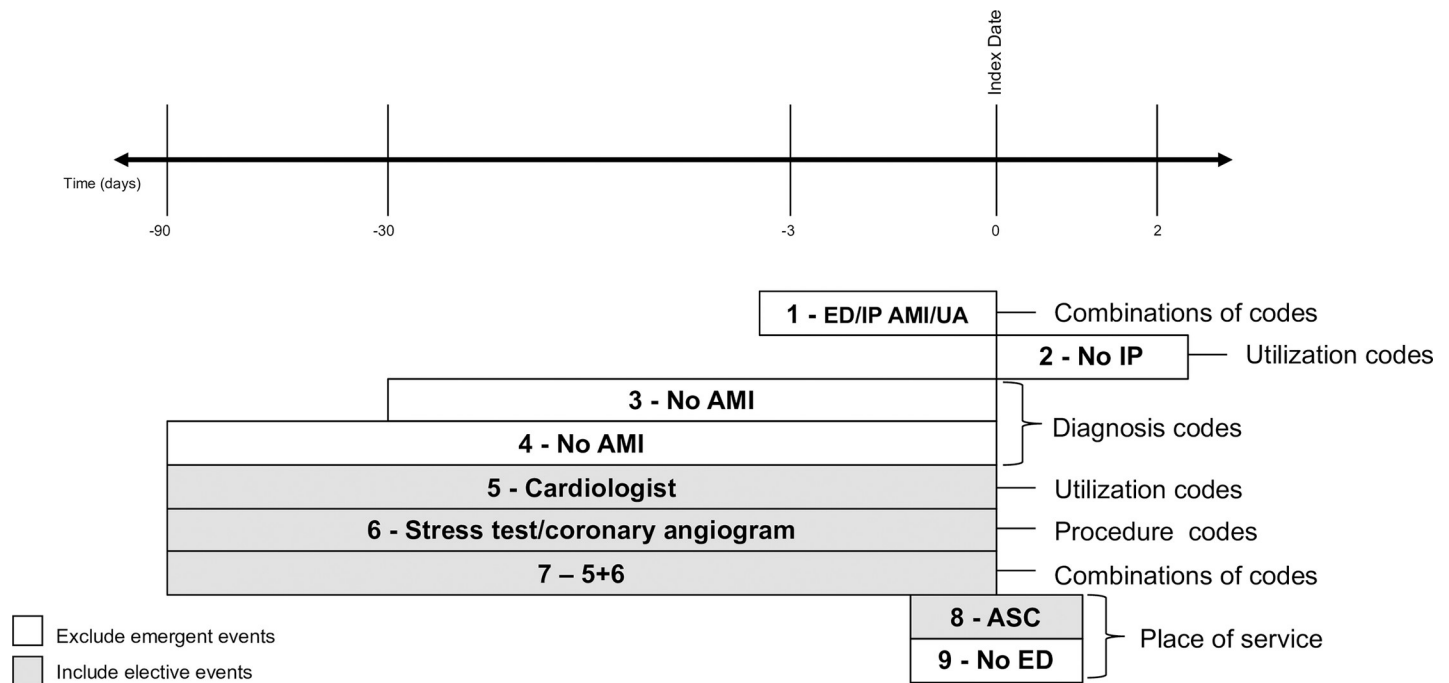 Index Date
Time (days)
-90
-30
-3
0
2
1 - ED/IP AMI/UA
Combinations of codes
2 - No IP
Utilization codes
3 - No AMI
4 - No AMI
Diagnosis codes
5 - Cardiologist
Utilization codes
6 - Stress test/coronary angiogram
Procedure codes
7 – 5+6
Combinations of codes
8 - ASC
9 - No ED
Place of service
Exclude emergent events
Include elective events